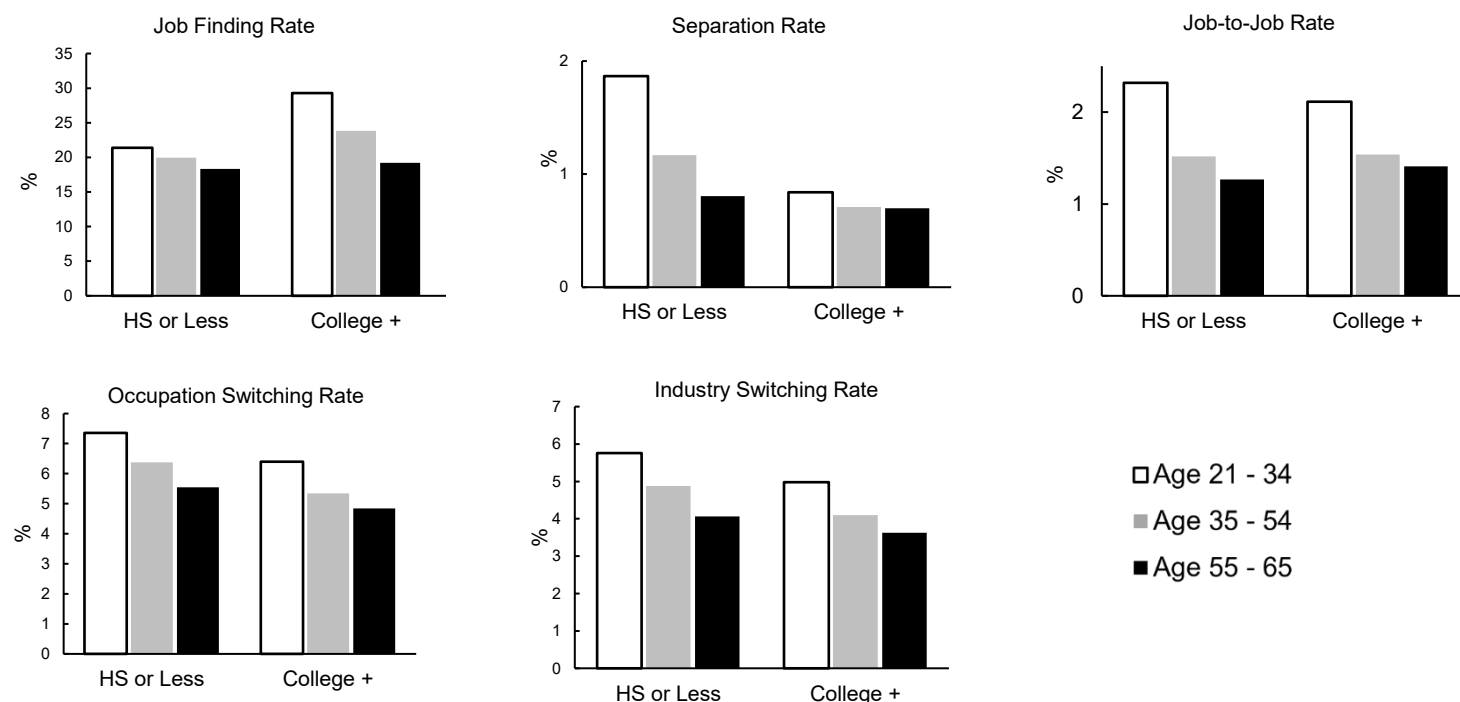 Job Finding Rate
35
30
25
20
15
10
5
0
%
HS or Less College +
Separation Rate
2
1
0
%
HS or Less College +
Job-to-Job Rate
2
1
0
%
HS or Less College +
Occupation Switching Rate
8
7
6
5
4
3
2
1
0
%
HS or Less College +
Industry Switching Rate
7
6
5
4
3
2
1
0
%
HS or Less College +
Age 21 - 34
Age 35 - 54
Age 55 - 65